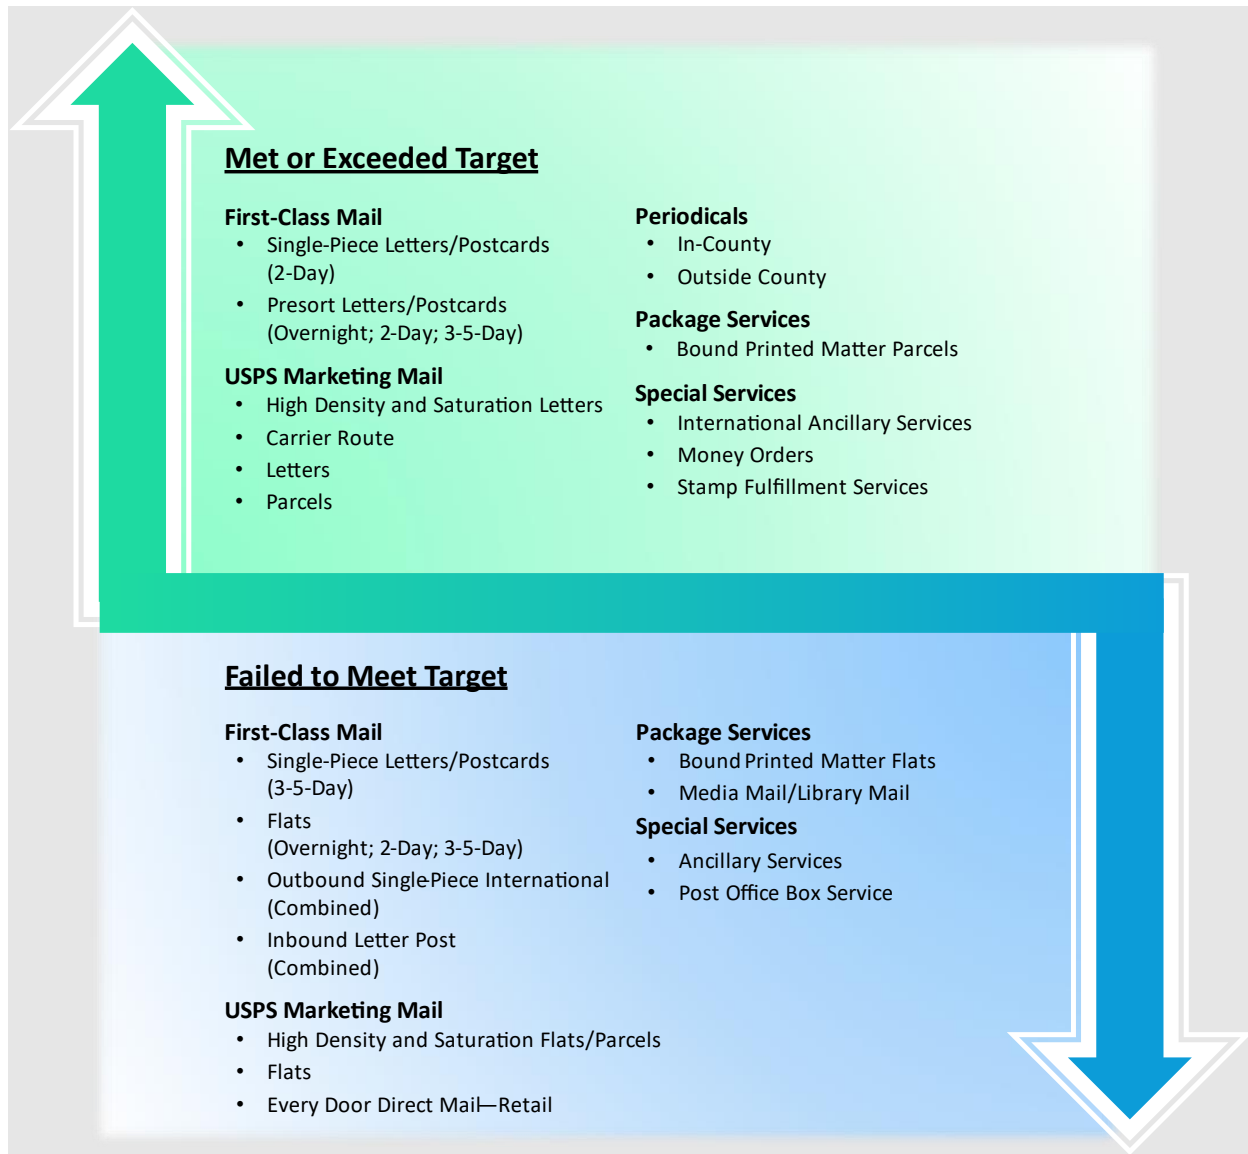 Met or Exceeded Target
First-Class Mail
• Single-Piece Letters/Postcards
(2-Day)
• Presort Letters/Postcards
(Overnight; 2-Day; 3-5-Day)
USPS Marketing Mail
• High Density and Saturation Letters
• Carrier Route
• Letters
• Parcels
Periodicals
• In-County
• Outside County
Package Services
• Bound Printed Matter Parcels
Special Services
• International Ancillary Services
• Money Orders
• Stamp Fulfillment Services
Failed to Meet Target
First-Class Mail
• Single-Piece Letters/Postcards
(3-5-Day)
• Flats
(Overnight; 2-Day; 3-5-Day)
• Outbound Single-Piece International
(Combined)
• Inbound Letter Post
(Combined)
USPS Marketing Mail
• High Density and Saturation Flats/Parcels
• Flats
• Every Door Direct Mail—Retail
Package Services
• Bound Printed Matter Flats
• Media Mail/Library Mail
Special Services
• Ancillary Services
• Post Office Box Service